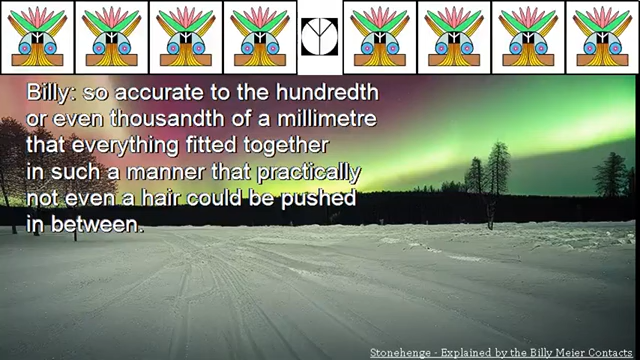 Billy: so accurate to the hundredth
or even thousandth of a millimetre
that everything fitted together
in such a manner that practically
not even a hair could be pushed
in between.
Stonehenge - Explained by the Billy Meier Contacts